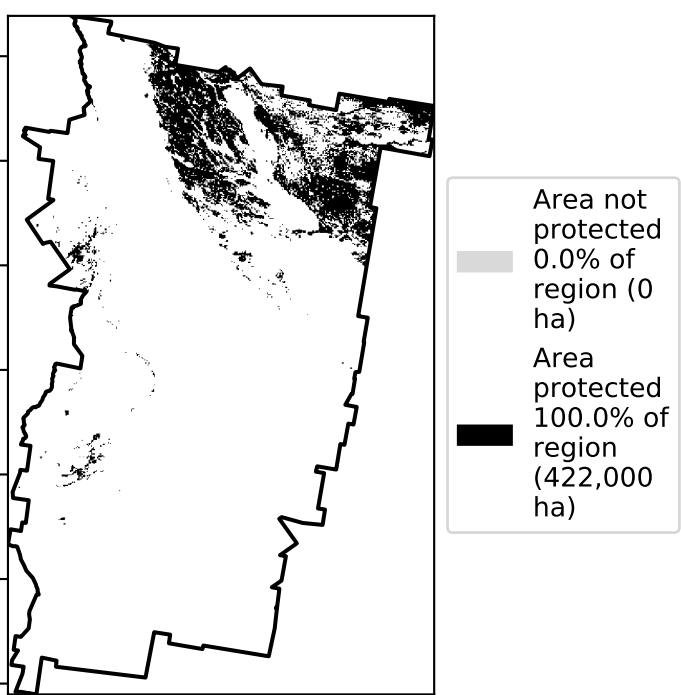 Area not
protected
0.0% of
region (0
ha)
Area
protected
100.0% of
region
(422,000
ha)